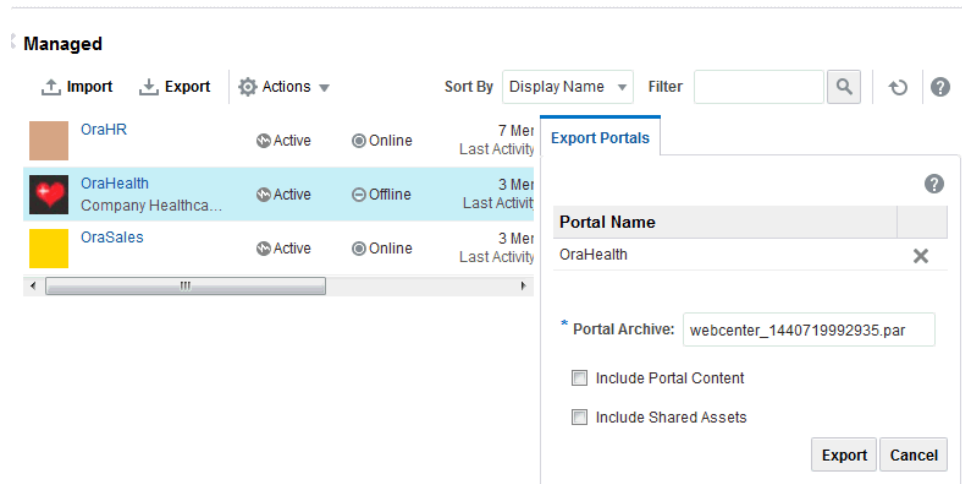 Managed
Import Export Actions Sort By Display Name Filter
OraHR Active Online 7 Mer
Last Activity
OraHealth Active Offline 3 Mer
Company Healthca... Last Activit
OraSales Active Online 3 Mer
Last Activity
Export Portals
Portal Name
OraHealth
* Portal Archive: webcenter_1440719992935.par
Include Portal Content
Include Shared Assets
Export Cancel